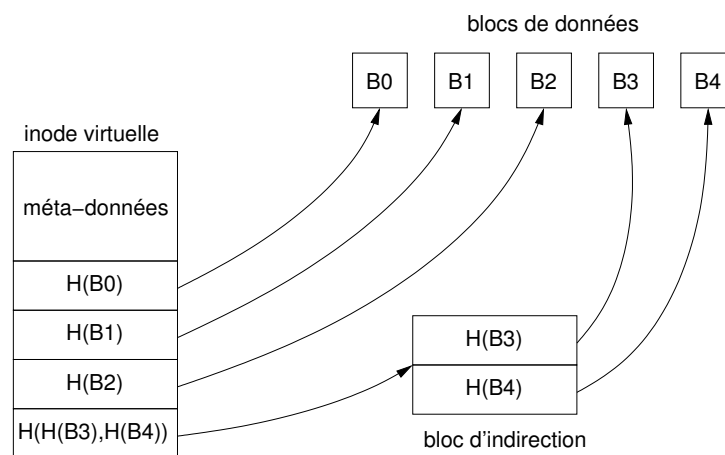 blocs de données
B0 B1 B2 B3 B4
inode virtuelle
méta-données
H(B0)
H(B1)
H(B2)
H(H(B3),H(B4))
H(B3)
H(B4)
bloc d'indirection